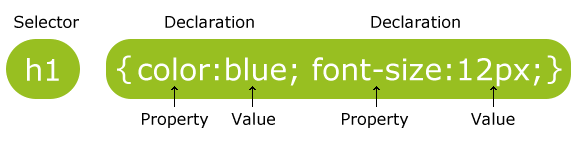 Selector Declaration Declaration
h1 {color:blue; font-size:12px;}
Property Value Property Value